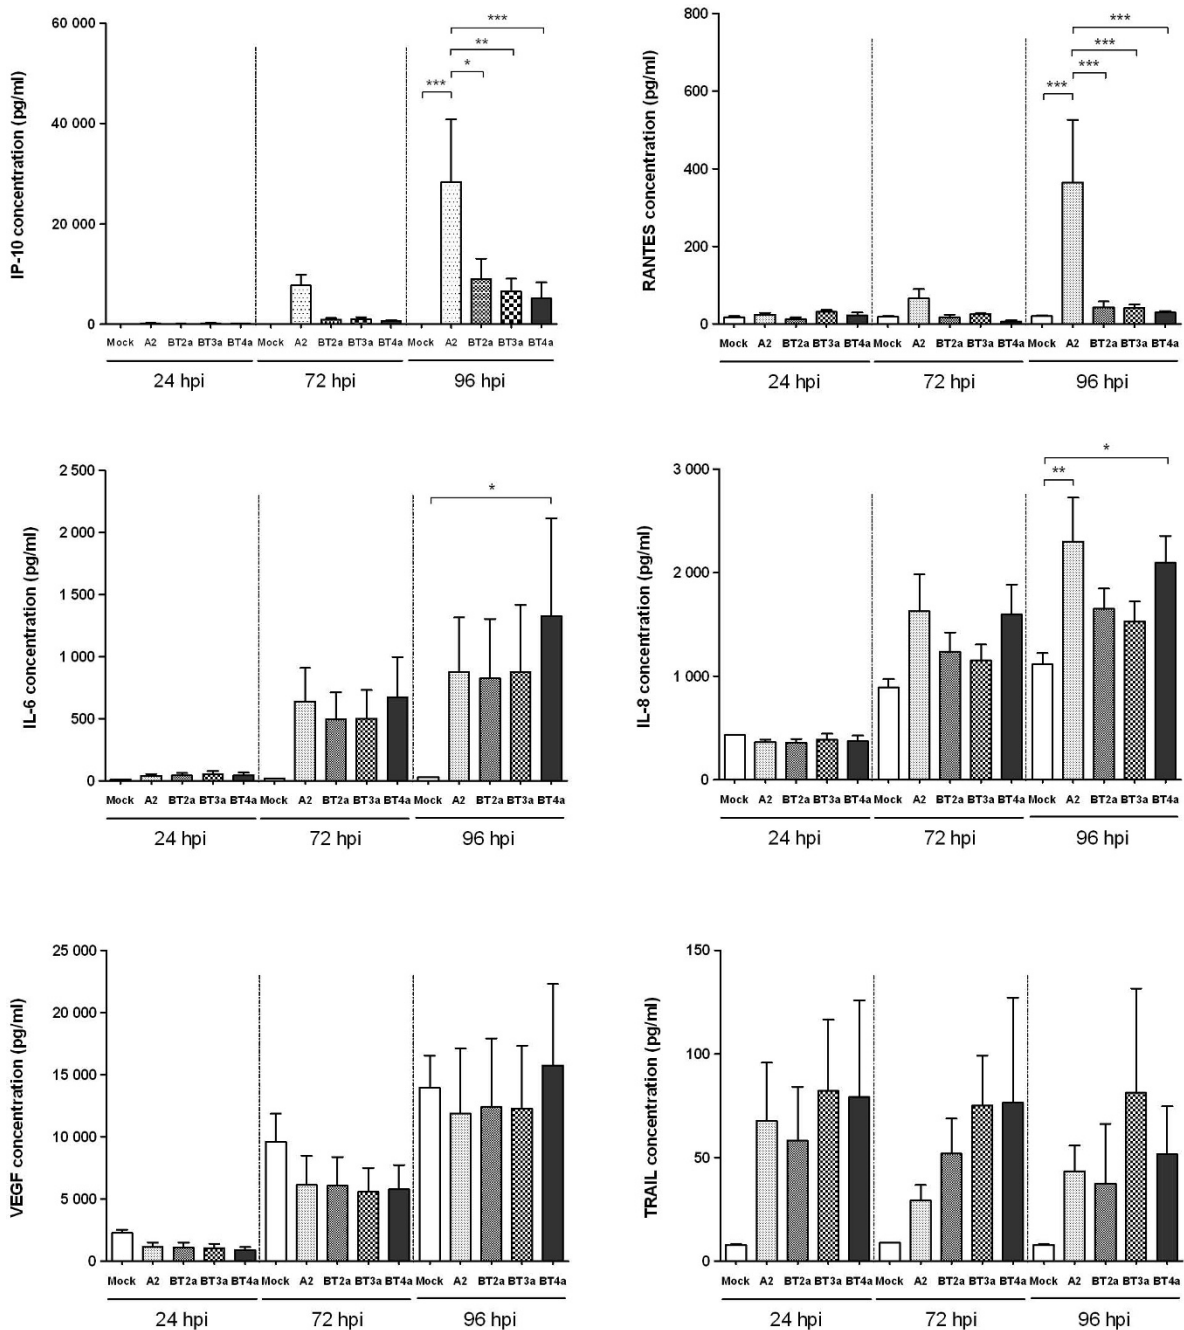 IP-10 concentration (pg/ml)
60 000
40 000
20 000
0
***
**
*
***
Mock A2 BT2a BT3a BT4a Mock A2 BT2a BT3a BT4a Mock A2 BT2a BT3a BT4a
24 hpi 72 hpi 96 hpi
RANTES concentration (pg/ml)
800
600
400
200
0
***
***
***
***
Mock A2 BT2a BT3a BT4a Mock A2 BT2a BT3a BT4a Mock A2 BT2a BT3a BT4a
24 hpi 72 hpi 96 hpi
IL-6 concentration (pg/ml)
2 500
2 000
1 500
1 000
500
0
*
Mock A2 BT2a BT3a BT4a Mock A2 BT2a BT3a BT4a Mock A2 BT2a BT3a BT4a
24 hpi 72 hpi 96 hpi
IL-8 concentration (pg/ml)
3 000
2 000
1 000
0
*
**
Mock A2 BT2a BT3a BT4a Mock A2 BT2a BT3a BT4a Mock A2 BT2a BT3a BT4a
24 hpi 72 hpi 96 hpi
VEGF concentration (pg/ml)
25 000
20 000
15 000
10 000
5 000
0
Mock A2 BT2a BT3a BT4a Mock A2 BT2a BT3a BT4a Mock A2 BT2a BT3a BT4a
24 hpi 72 hpi 96 hpi
TRAIL concentration (pg/ml)
150
100
50
0
Mock A2 BT2a BT3a BT4a Mock A2 BT2a BT3a BT4a Mock A2 BT2a BT3a BT4a
24 hpi 72 hpi 96 hpi